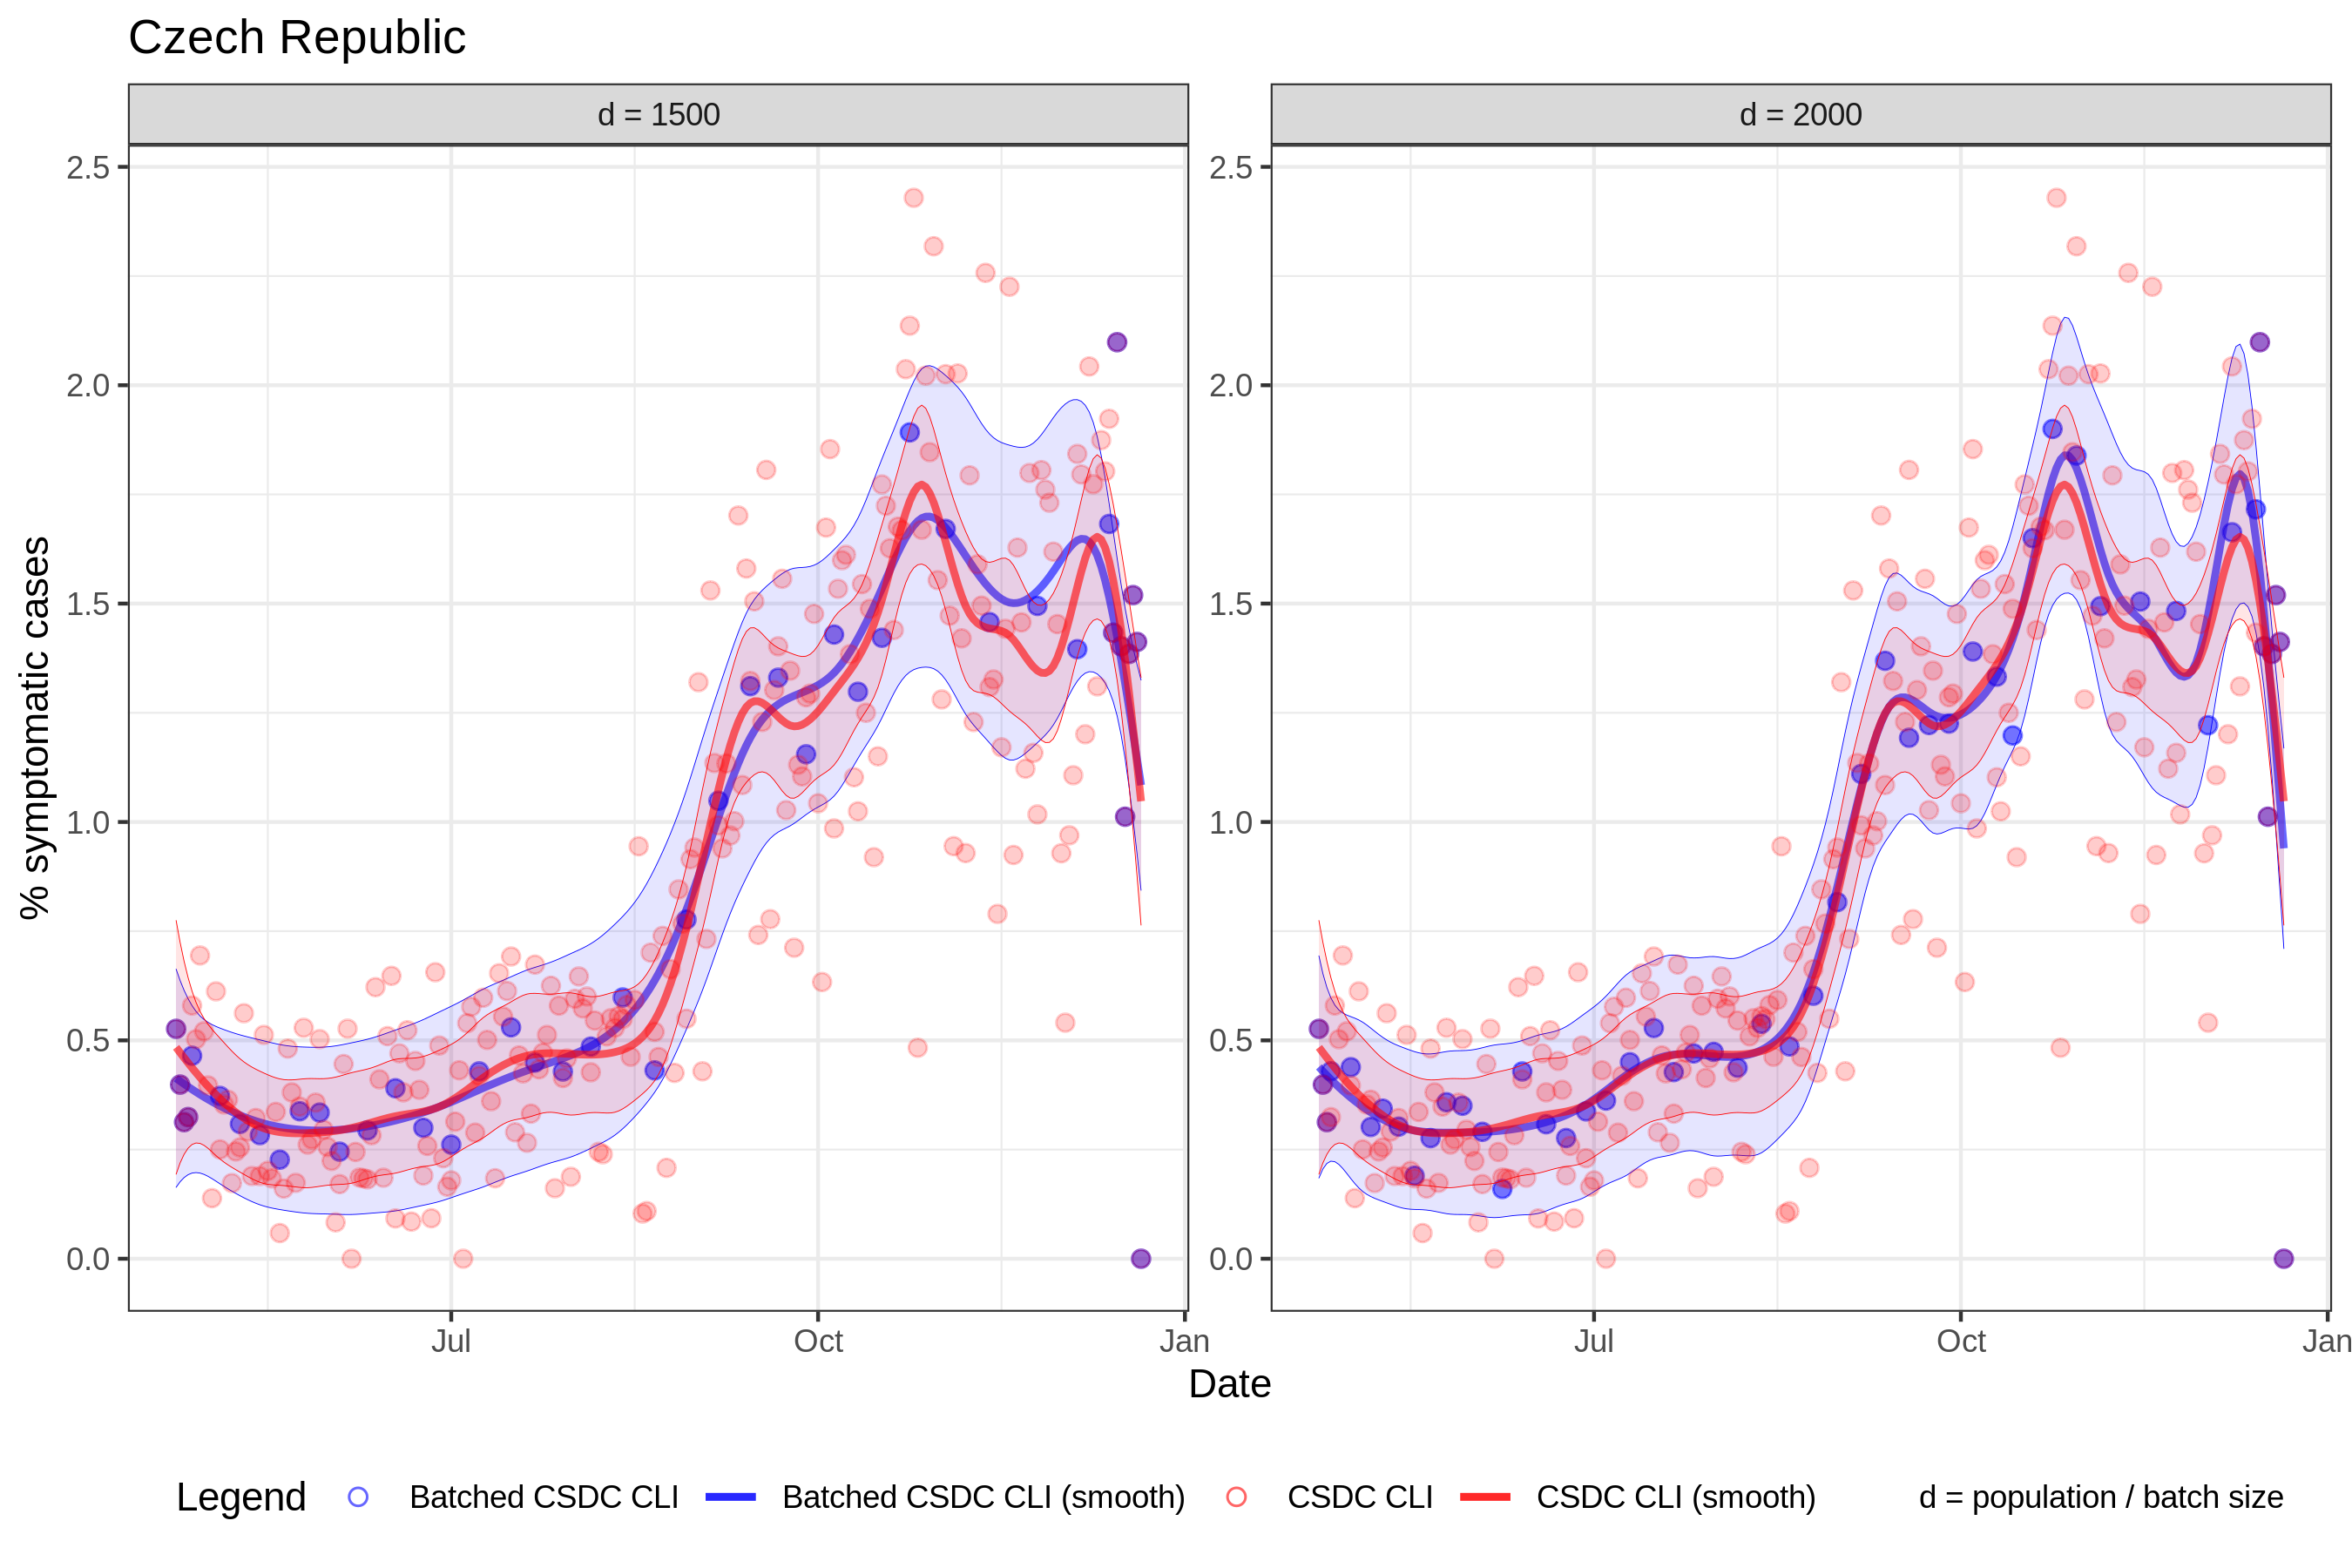 Czech Republic
d = 1500
d = 2000
% symptomatic cases
2.5
2.0
1.5
1.0
0.5
0.0
2.5
2.0
1.5
1.0
0.5
0.0
Jul
Oct
Jan
Jul
Oct
Jan
Date
Legend
Batched CSDC CLI
Batched CSDC CLI (smooth)
CSDC CLI
CSDC CLI (smooth)
d = population / batch size